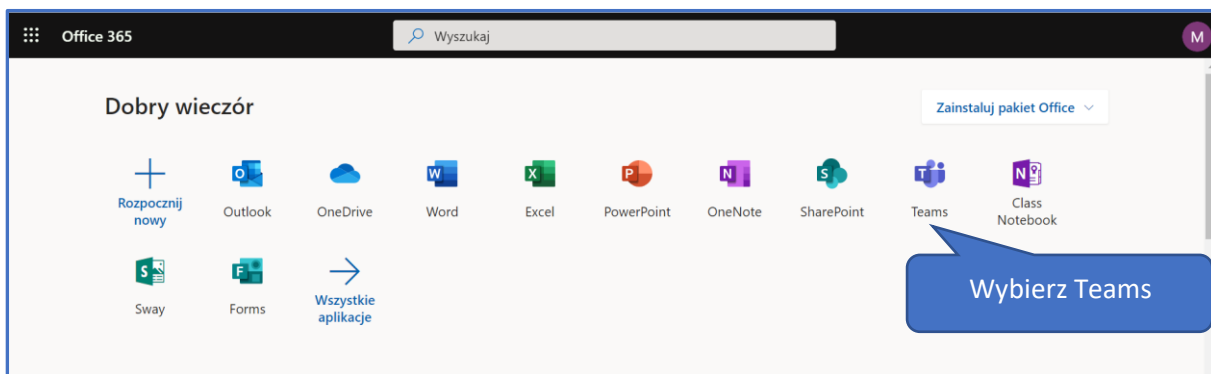 Office 365
Wyszukaj
M
Dobry wieczór
Zainstaluj pakiet Office
Rozpocznij
nowy
Outlook
OneDrive
Word
Excel
PowerPoint
OneNote
SharePoint
Teams
Class
Notebook
Sway
Forms
Wszystkie
aplikacje
Wybierz Teams